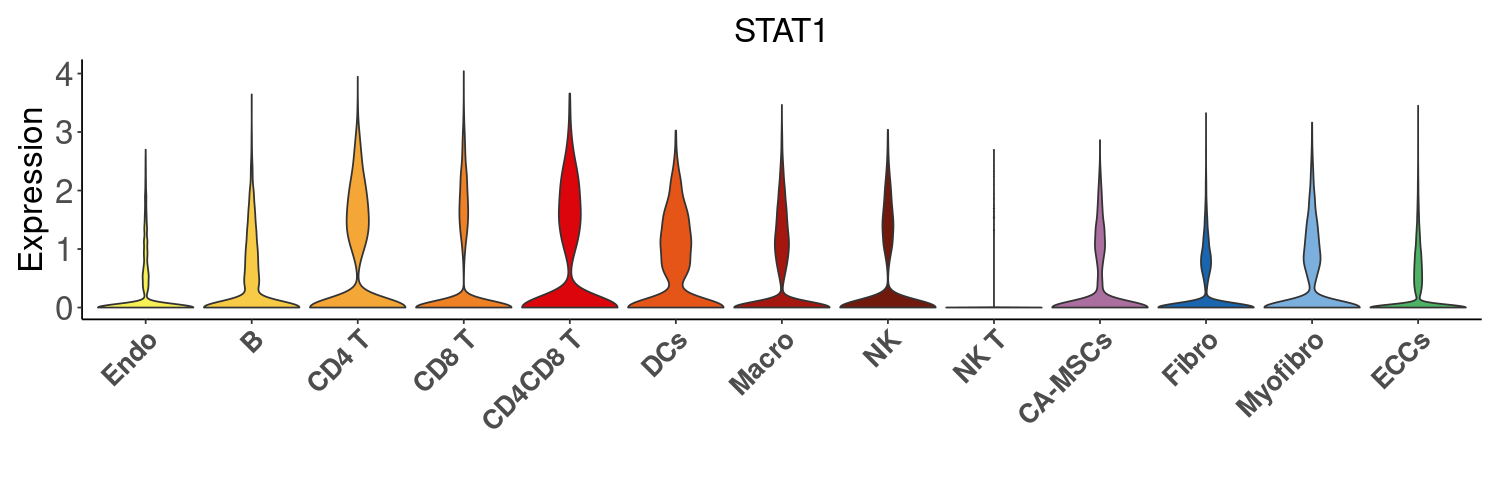 STAT1
Expression
4
3
2
1
0
Endo
B
CD4 T
CD8 T
CD4CD8 T
DCs
Macro
NK
NK T
CA-MSCs
Fibro
Myofibro
ECCs